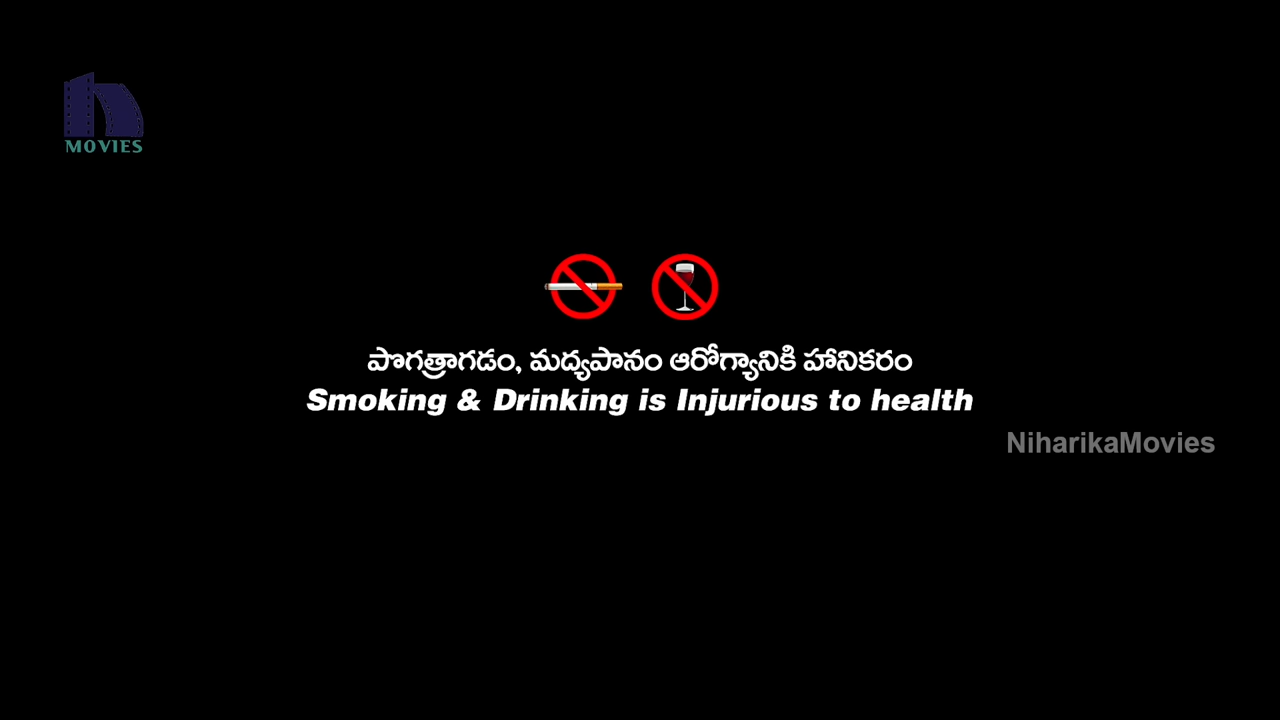 MOVIES
పొగత్రాగడం, మద్యపానం ఆరోగ్యానికి హానికరం
Smoking & Drinking is Injurious to health
NiharikaMovies